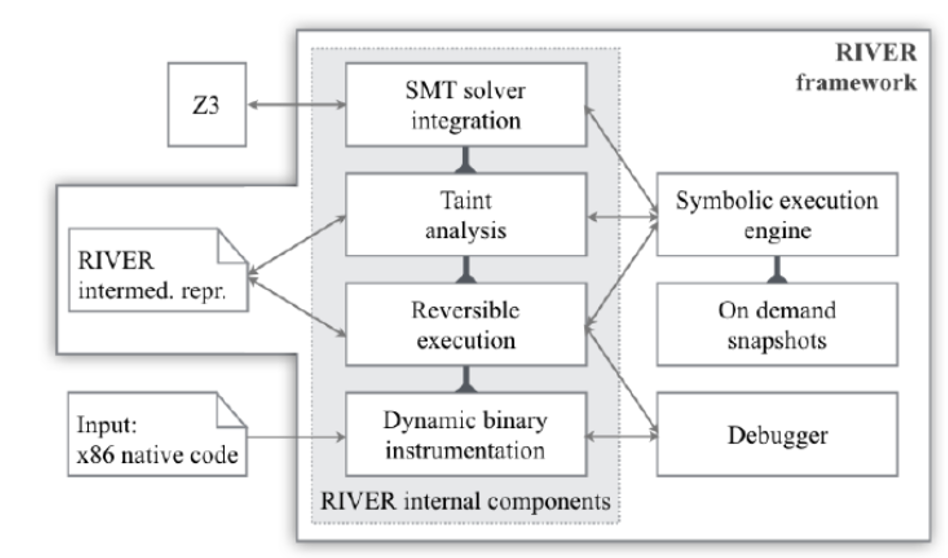 RIVER
framework
Z3
SMT solver
integration
Taint
analysis
Symbolic execution
engine
RIVER
intermed. repr.
Reversible
execution
On demand
snapshots
Input:
x86 native code
Dynamic binary
instrumentation
Debugger
RIVER internal components